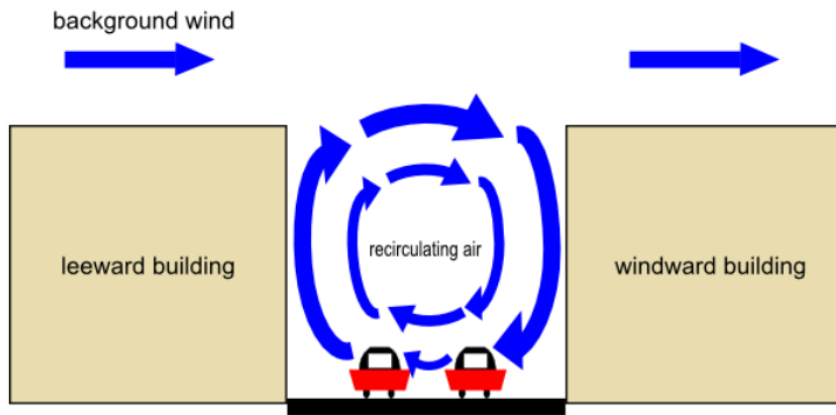 background wind
recirculating air
leeward building
windward building